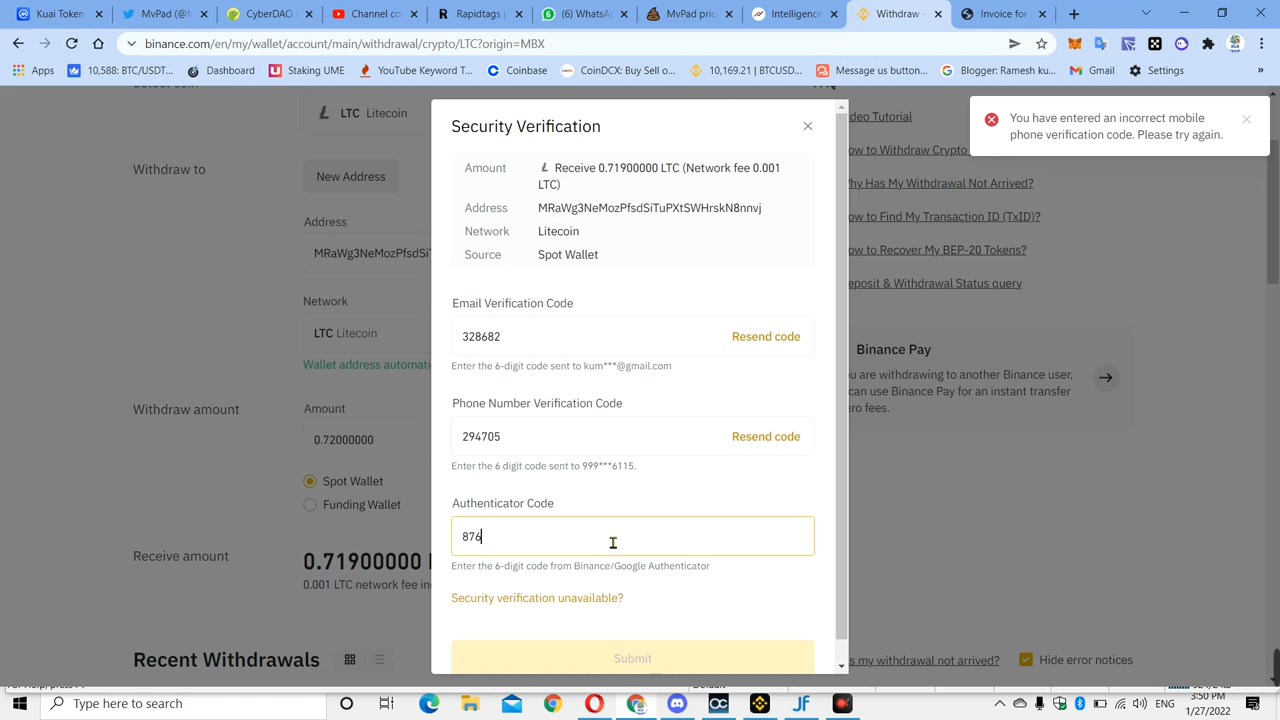 Kuai Token
MvPad (@M
CyberDAO
YouTube Comment
Rapidtags |
(6) WhatsApp
MvPad price
Intelligence
Withdraw C
Invoice for
binance.com/en/my/wallet/account/main/withdrawal/crypto/LTC?origin=MBX
Apps
10,588:BTC/USDT...
Dashboard
Staking UME
YouTube Keyword T...
Coinbase
CoinDCX: Buy Sell o...
10,169.21 | BTCUSD...
Message us button...
Blogger: Ramesh ku...
Gmail
Settings
»
LTC Litecoin
Withdraw to
New Address
Address
MRaWg3NeMozPfsdSiT
Network
LTC Litecoin
Wallet address automati
Withdraw amount
Amount
0.72000000
Spot Wallet
Funding Wallet
Receive amount
0.71900000
0.001 LTC network fee in
Recent Withdrawals
Security Verification
Amount
Receive 0.71900000 LTC (Network fee 0.001
LTC)
Address
MRaWg3NeMozPfsdSiTuPXtSWHrskN8nnvj
Network
Litecoin
Source
Spot Wallet
Email Verification Code
328682
Resend code
Enter the 6-digit code sent to kum***@gmail.com
Phone Number Verification Code
294705
Resend code
Enter the 6 digit code sent to 999***6115.
Authenticator Code
876
Enter the 6-digit code from Binance/Google Authenticator
Security verification unavailable?
Submit
You have entered an incorrect mobile
phone verification code. Please try again.
deo Tutorial
ow to Withdraw Crypto
hy Has My Withdrawal Not Arrived?
ow to Find My Transaction ID (TxID)?
ow to Recover My BEP-20 Tokens?
eposit & Withdrawal Status query
Binance Pay
u are withdrawing to another Binance user,
can use Binance Pay for an instant transfer
ero fees.
s my withdrawal not arrived?
Hide error notices
Type here to search
ENG
3:50 PM
1/27/2022